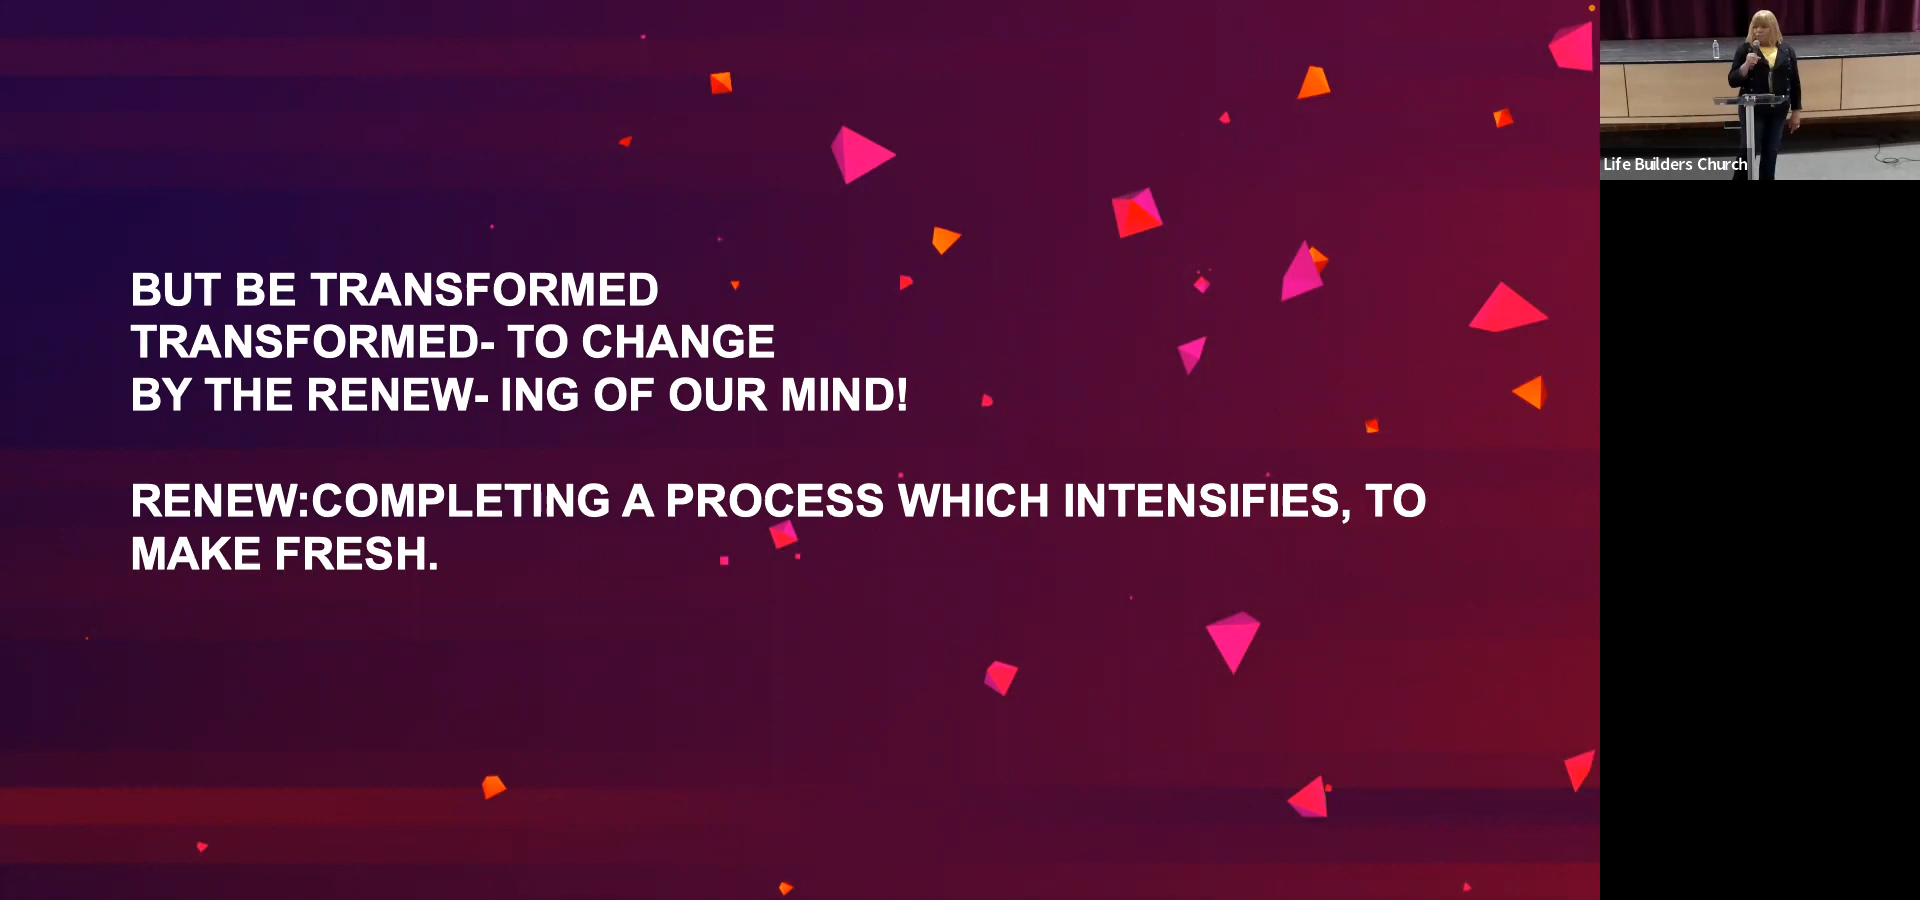 BUT BE TRANSFORMED
TRANSFORMED- TO CHANGE
BY THE RENEW- ING OF OUR MIND!
RENEW:COMPLETING A PROCESS WHICH INTENSIFIES, TO
MAKE FRESH.
Life Builders Church